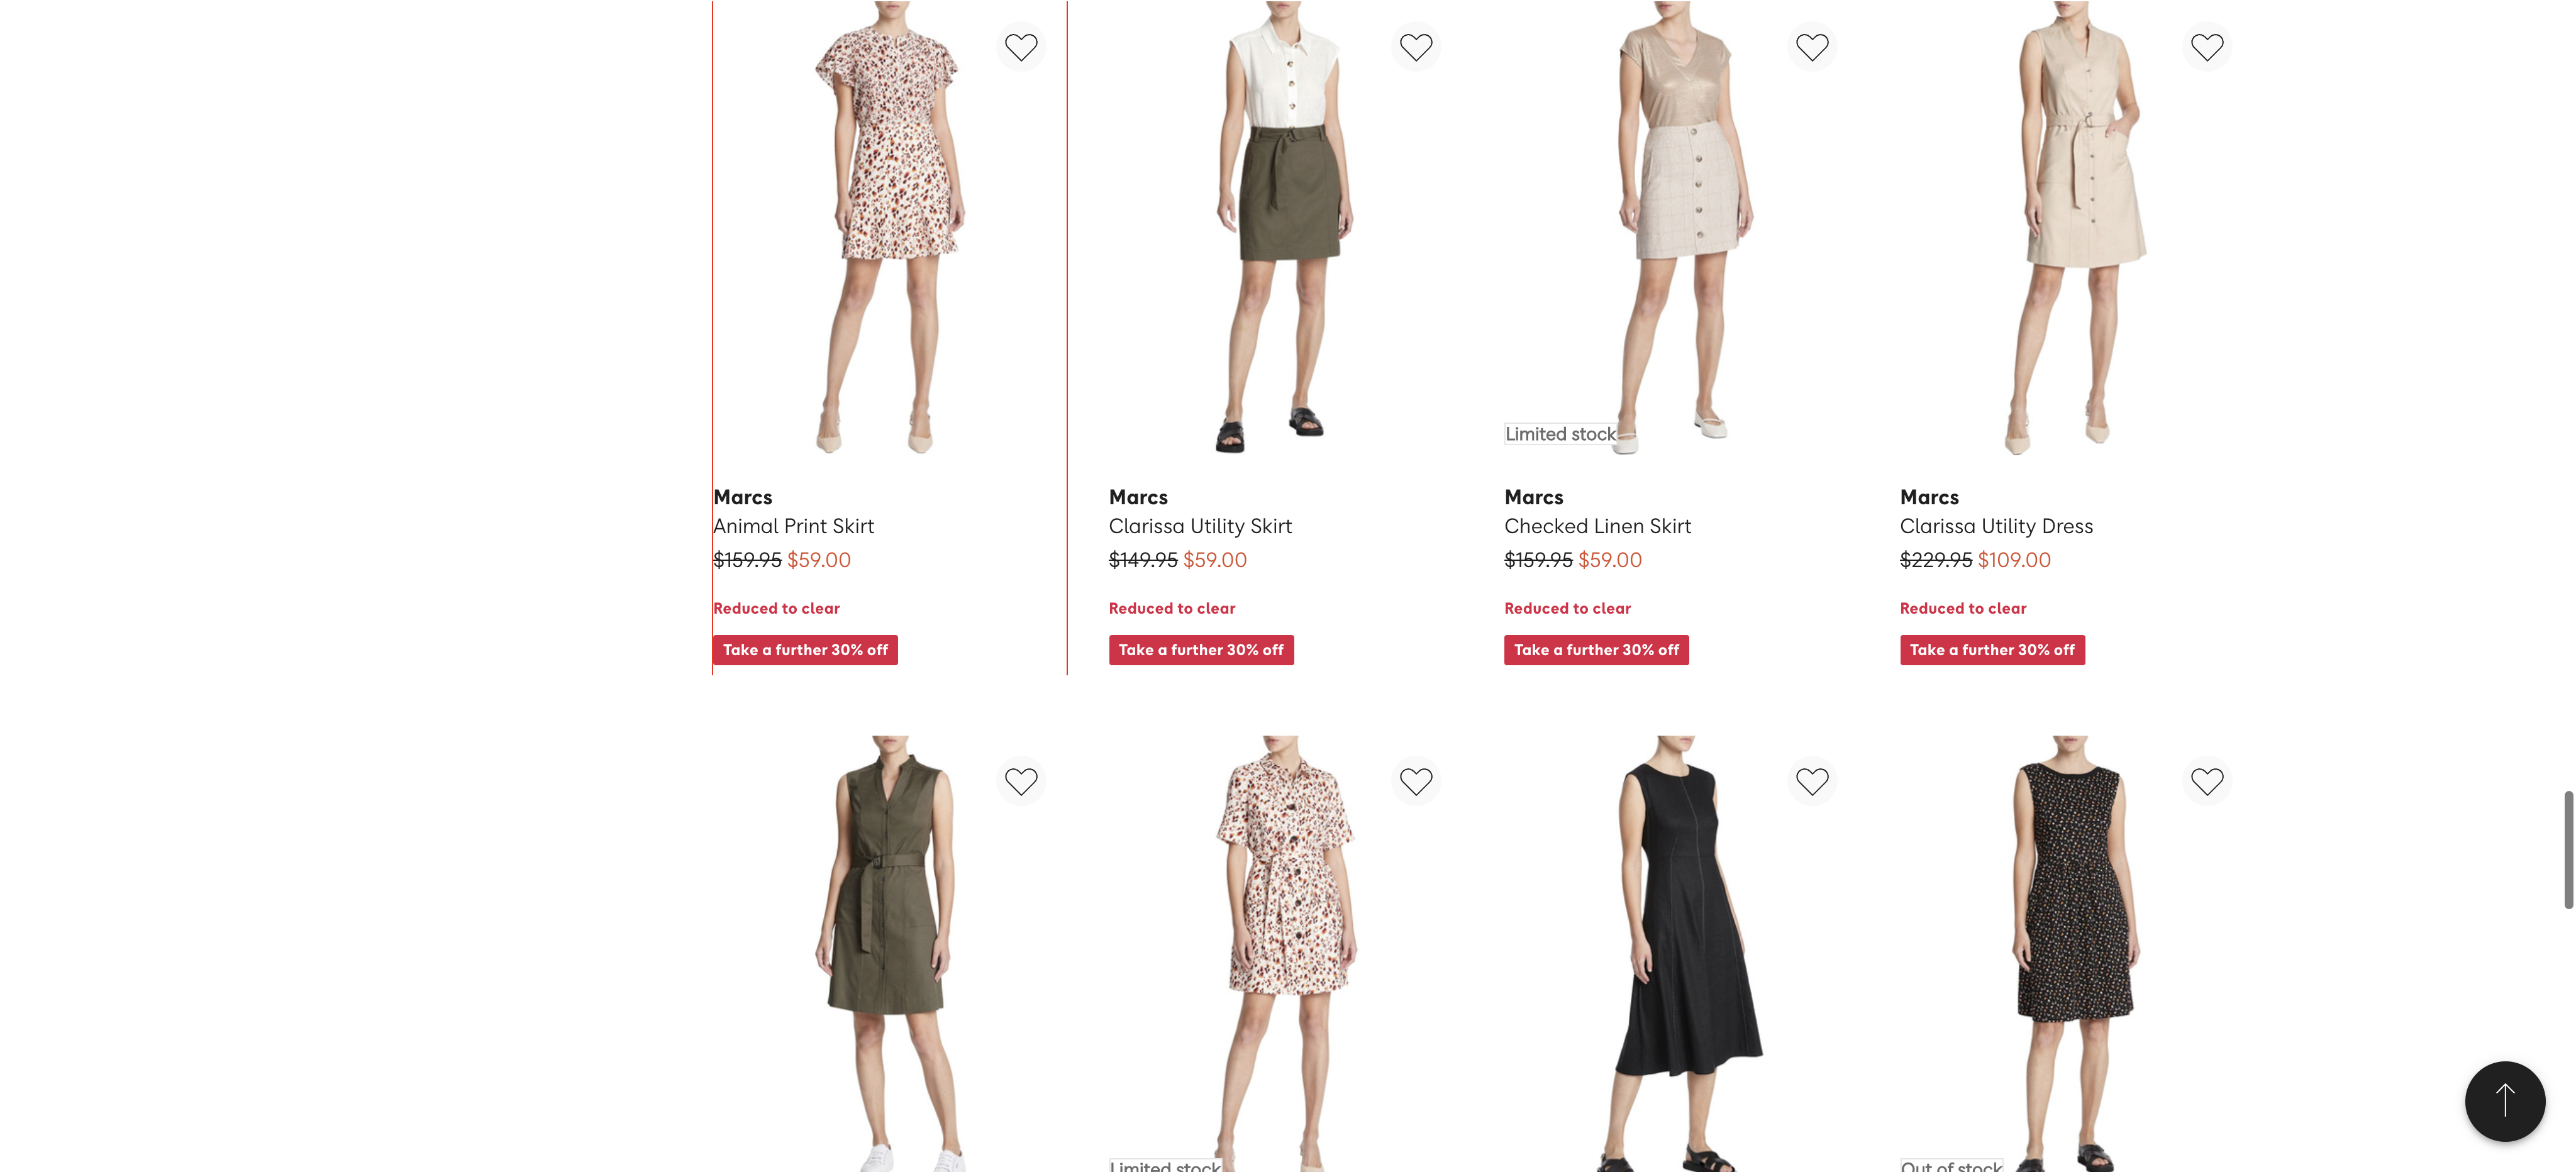 Limited stock
Marcs
Animal Print Skirt
$159.95 $59.00
Reduced to clear
Take a further 30% off
Marcs
Clarissa Utility Skirt
$149.95 $59.00
Reduced to clear
Take a further 30% off
Marcs
Checked Linen Skirt
$159.95 $59.00
Reduced to clear
Take a further 30% off
Marcs
Clarissa Utility Dress
$229.95 $109.00
Reduced to clear
Take a further 30% off
Limited stock
Out of stock